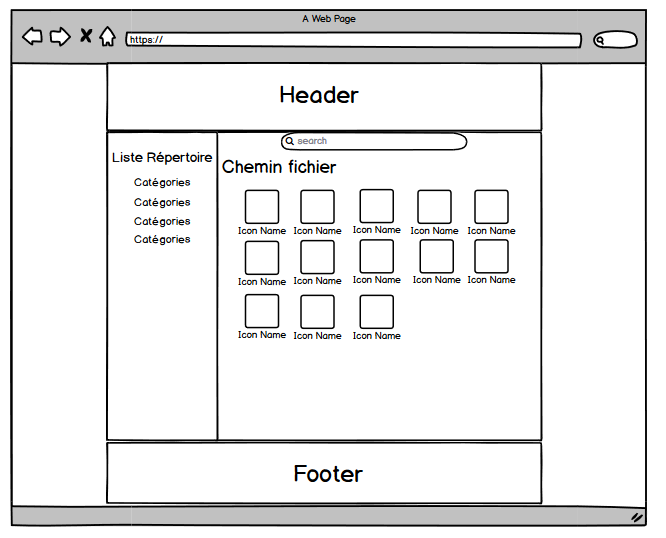 A Web Page
https://
Header
search
Liste Répertoire
Chemin fichier
Catégories
Catégories
Catégories
Catégories
Icon Name Icon Name Icon Name Icon Name Icon Name
Icon Name Icon Name Icon Name Icon Name Icon Name
Icon Name Icon Name Icon Name
Footer